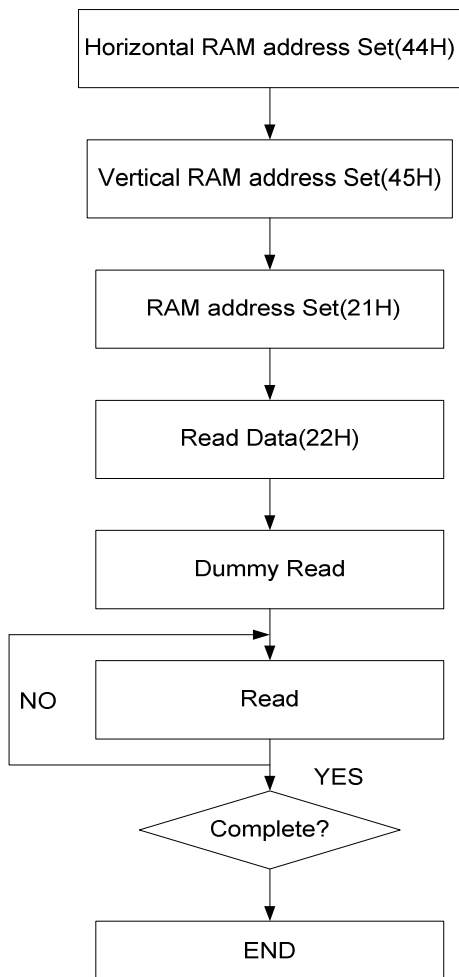 Horizontal RAM address Set(44H)
Vertical RAM address Set(45H)
RAM address Set(21H)
Read Data(22H)
Dummy Read
Read
NO
YES
Complete?
END